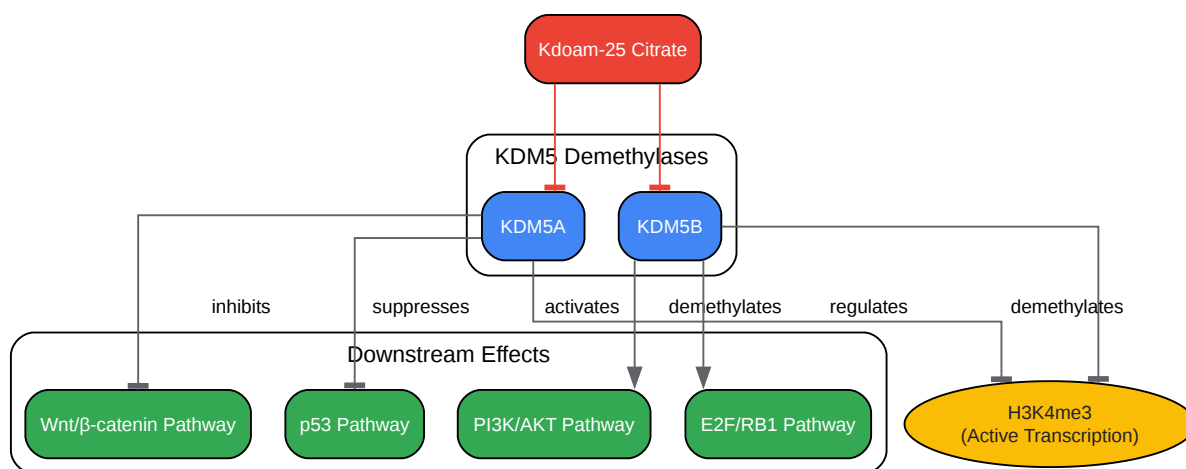 Kdoam-25 Citrate
KDM5 Demethylases
KDM5A
KDM5B
inhibits
suppresses
activates
demethylates
regulates
demethylates
Downstream Effects
Wnt/β-catenin Pathway
p53 Pathway
PI3K/AKT Pathway
E2F/RB1 Pathway
H3K4me3
(Active Transcription)